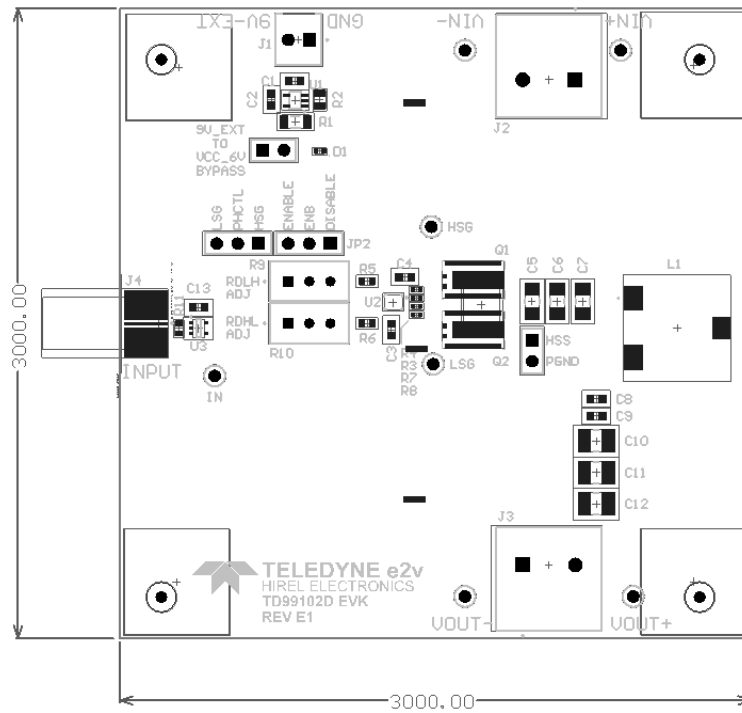 9V-EXT GND
J1
VIN- VIN+
J2
C1
U1
C2
R2
R1
9V_EXT
TO
VCC_6V
BYPASS
D1
LSG
PHCTL
HSG
ENABLE
ENB
DISABLE
JP2
HSG
J4
C13
R11
U3
INPUT
IN
R9
RDLH
ADJ
RDHL
ADJ
R10
R5
R6
C4
U2
C3
R4
R3
R7
R8
Q1
Q2
LSG
C5
C6
C7
HSS
PGND
L1
C8
C9
C10
C11
C12
J3
VOUT- VOUT+
TELEDYNE e2v
HIREL ELECTRONICS
TD99102D EVK
REV E1
3000.00
3000.00